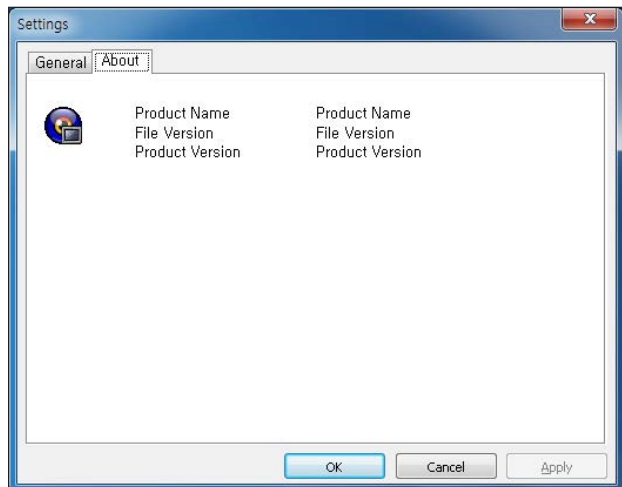 Settings
General About
Product Name Product Name
File Version File Version
Product Version Product Version
OK Cancel Apply